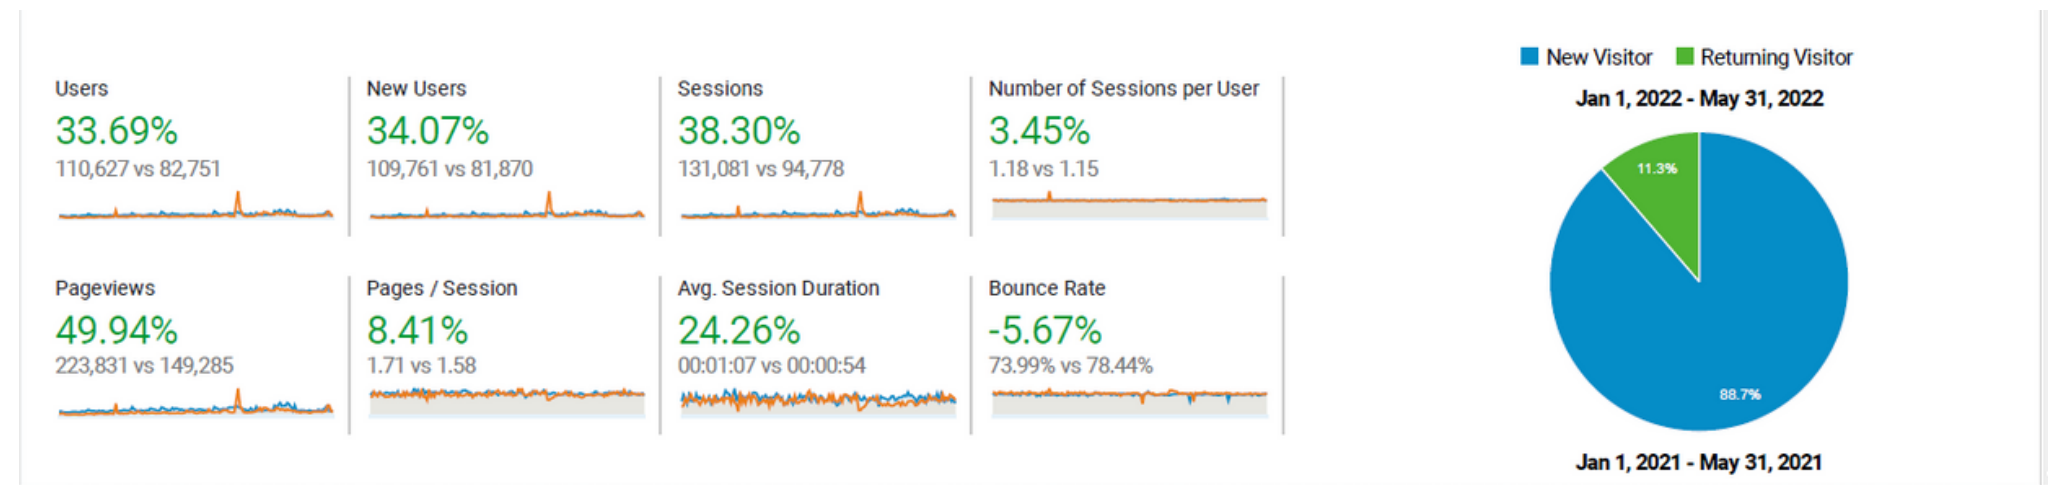 Users
33.69%
110,627 vs 82,751
New Users
34.07%
109,761 vs 81,870
Sessions
38.30%
131,081 vs 94,778
Number of Sessions per User
3.45%
1.18 vs 1.15
Pageviews
49.94%
223,831 vs 149,285
Pages / Session
8.41%
1.71 vs 1.58
Avg. Session Duration
24.26%
00:01:07 vs 00:00:54
Bounce Rate
-5.67%
73.99% vs 78.44%
New Visitor Returning Visitor
Jan 1, 2022 - May 31, 2022
11.3%
88.7%
Jan 1, 2021 - May 31, 2021